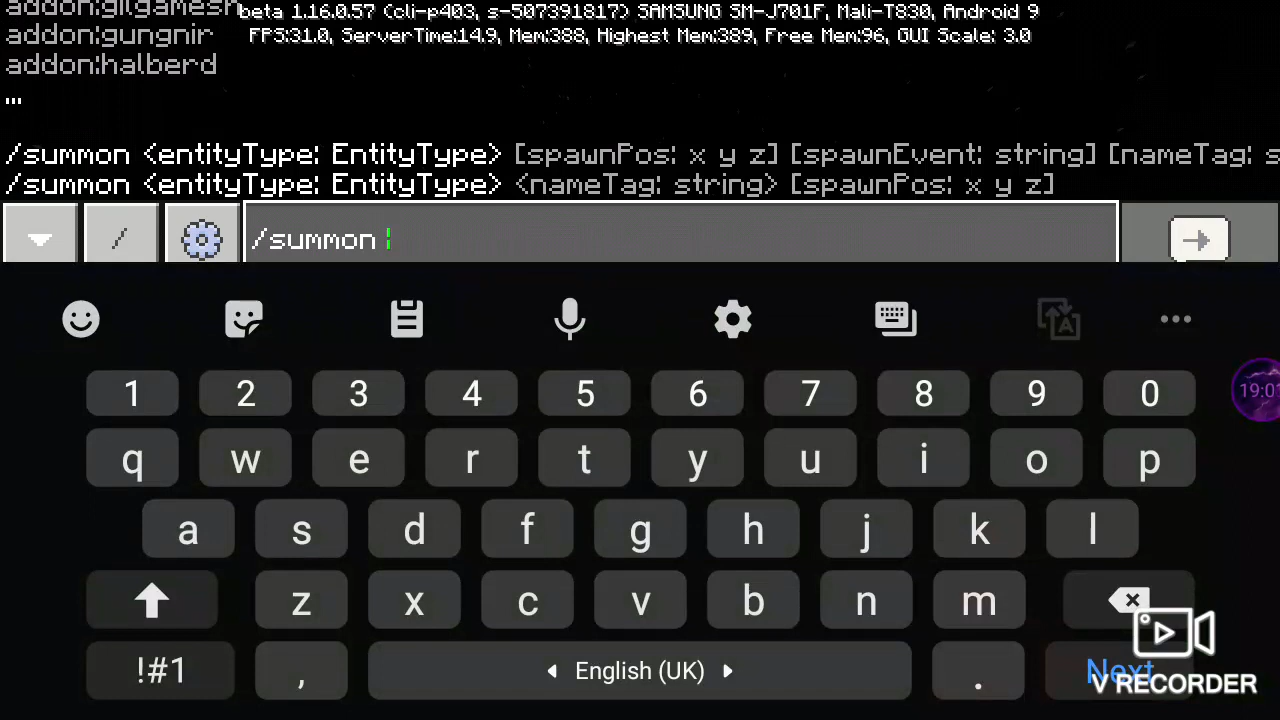 addon:gilgamesh
beta 1.16.0.57 (cli-p403, s-507391817) SAMSUNG SM-J701F, Mali-T830, Android 9
addon:gungnir
FPS:31.0, ServerTime:14.9, Mem:388, Highest Mem:389, Free Mem:96, GUI Scale: 3.0
addon:halberd
...
/summon <entityType: EntityType> [spawnPos: x y z] [spawnEvent: string] [nameTag: s
/summon <entityType: EntityType> <nameTag: string> [spawnPos: x y z]
/
/summon
1 2 3 4 5 6 7 8 9 0
19:01
q w e r t y u i o p
a s d f g h j k l
z x c v b n m
!#1 , English (UK) . Next
V RECORDER